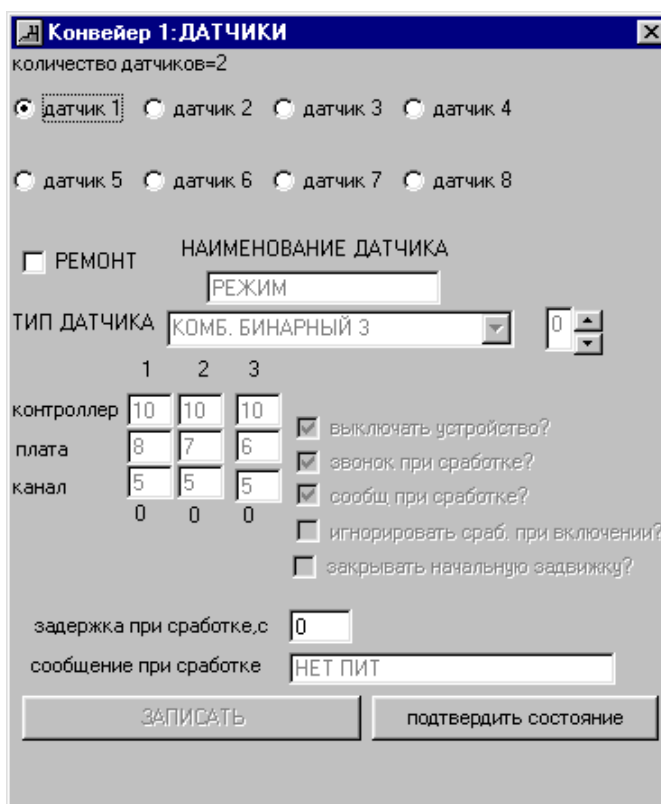 Конвейер 1:ДАТЧИКИ
количество датчиков=2
датчик 1 датчик 2 датчик 3 датчик 4
датчик 5 датчик 6 датчик 7 датчик 8
РЕМОНТ НАИМЕНОВАНИЕ ДАТЧИКА
РЕЖИМ
ТИП ДАТЧИКА КОМБ. БИНАРНЫЙ 3 0
1 2 3
контроллер 10 10 10
выключать устройство?
плата 8 7 6
звонок при сработке?
канал 5 5 5
сообщ при сработке?
0 0 0
игнорировать сраб. при включении?
закрывать начальную задвижку?
задержка при сработке,с 0
сообщение при сработке НЕТ ПИТ
ЗАПИСАТЬ подтвердить состояние